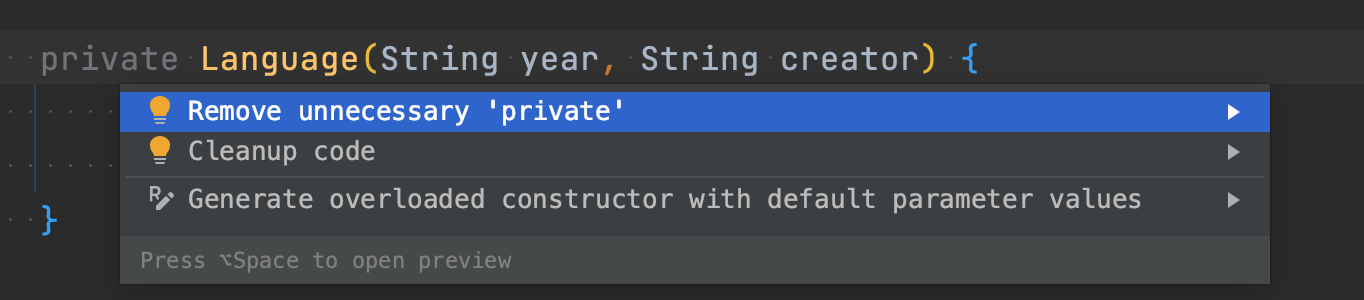 private Language(String year, String creator) {
Remove unnecessary 'private'
Cleanup code
Generate overloaded constructor with default parameter values
}
Press ⌥Space to open preview